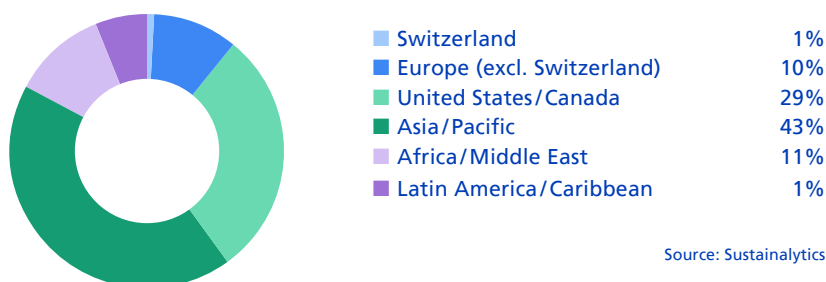 Switzerland 1%
Europe (excl. Switzerland) 10%
United States/Canada 29%
Asia/Pacific 43%
Africa/Middle East 11%
Latin America/Caribbean 1%
Source: Sustainalytics